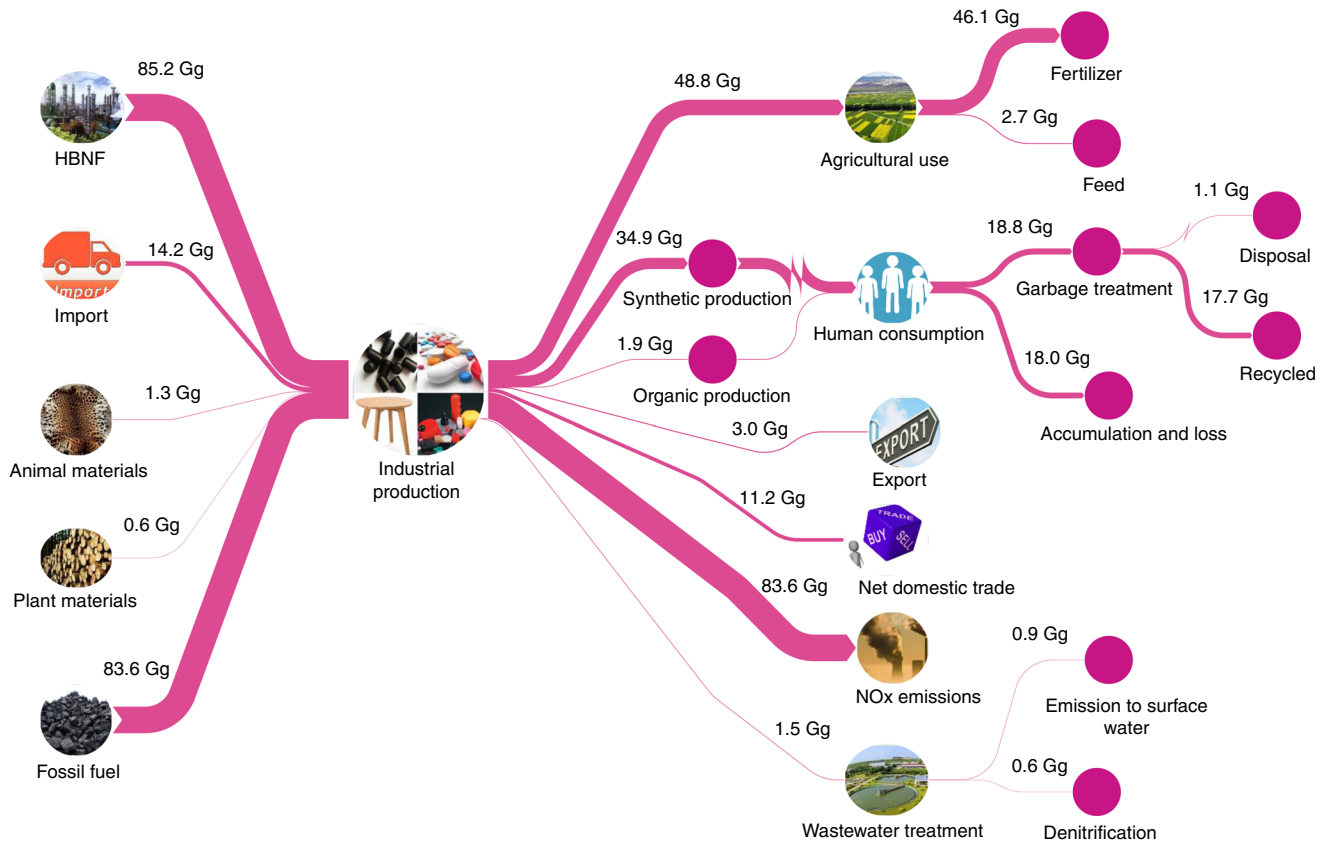 85.2 Gg
HBNF
14.2 Gg
Import
Import
1.3 Gg
Animal materials
0.6 Gg
Plant materials
83.6 Gg
Fossil fuel
Industrial
production
48.8 Gg
Agricultural use
46.1 Gg
Fertilizer
2.7 Gg
Feed
34.9 Gg
Synthetic production
1.9 Gg
Organic production
Human consumption
18.8 Gg
Garbage treatment
1.1 Gg
Disposal
17.7 Gg
Recycled
18.0 Gg
Accumulation and loss
3.0 Gg
EXPORT
Export
11.2 Gg
TRADE
BUY
SELL
Net domestic trade
83.6 Gg
NOx emissions
1.5 Gg
Wastewater treatment
0.9 Gg
Emission to surface
water
0.6 Gg
Denitrification